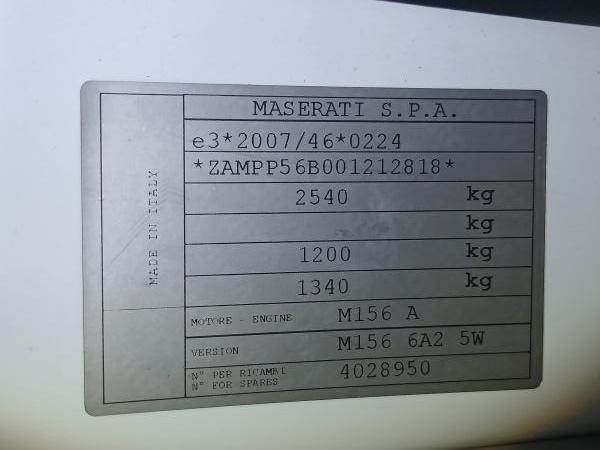 MASERATI S.P.A.
e3*2007/46*0224
*ZAMPP56B001212818*
2540 kg
kg
1200 kg
1340 kg
MOTORE - ENGINE M156 A
VERSION M156 6A2 5W
N° PER RICAMBI
N° FOR SPARES 4028950
MADE IN ITALY